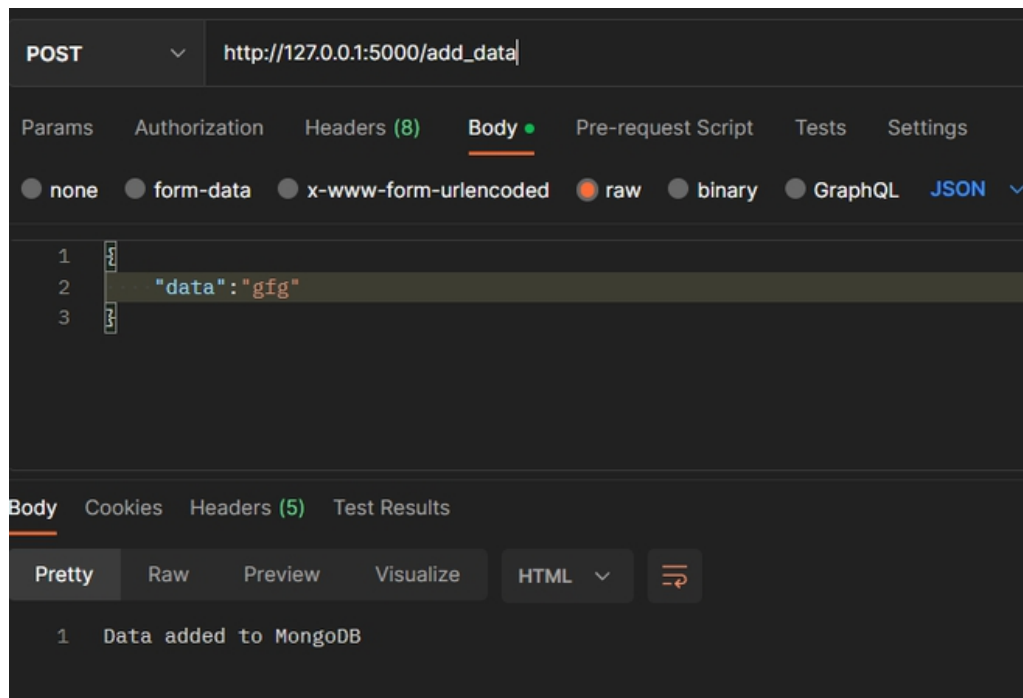 POST http://127.0.0.1:5000/add_data
Params Authorization Headers (8) Body Pre-request Script Tests Settings
none form-data x-www-form-urlencoded raw binary GraphQL JSON
1 {
2 "data":"gfg"
3 }
Body Cookies Headers (5) Test Results
Pretty Raw Preview Visualize HTML
1 Data added to MongoDB